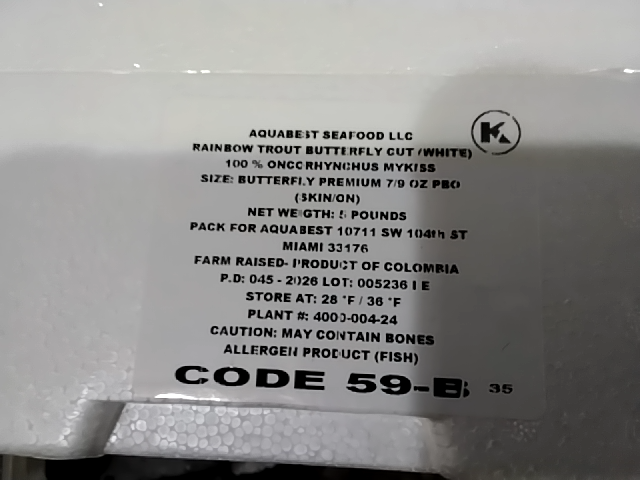 K
AQUABEST SEAFOOD LLC
RAINBOW TROUT BUTTERFLY CUT (WHITE)
100 % ONCORHYNCHUS MYKISS
SIZE: BUTTERFLY PREMIUM 7/9 OZ PBO
(SKIN/ON)
NET WEIGTH: 5 POUNDS
PACK FOR AQUABEST 10711 SW 104th ST
MIAMI 33176
FARM RAISED- PRODUCT OF COLOMBIA
P.D: 045 - 2026 LOT: 005236 I E
STORE AT: 28 °F / 36 °F
PLANT #: 4000-004-24
CAUTION: MAY CONTAIN BONES
ALLERGEN PRODUCT (FISH)
CODE 59-B 35